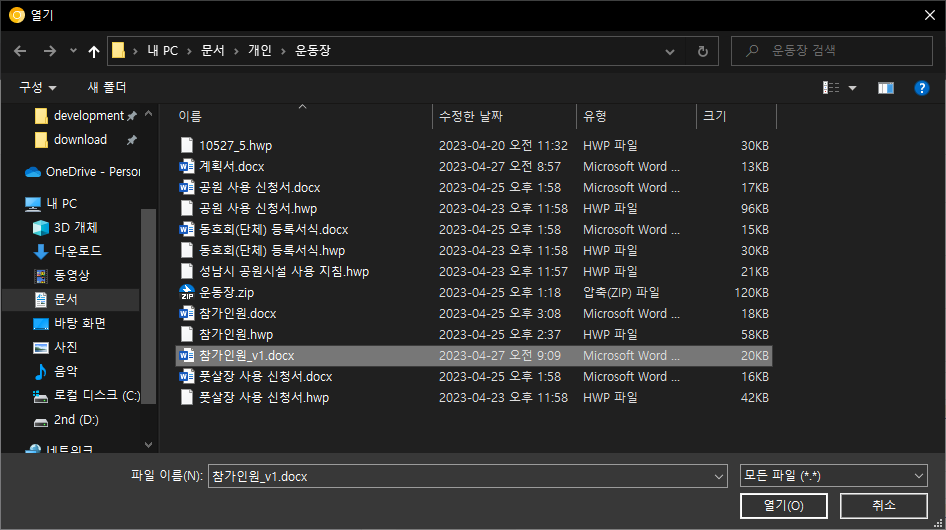 열기
내 PC 문서 개인 운동장
운동장 검색
구성 새 폴더
development
download
OneDrive - Person
내 PC
3D 개체
다운로드
동영상
문서
바탕 화면
사진
음악
로컬 디스크 (C:)
2nd (D:)
네트워크
이름 수정한 날짜 유형 크기
10527_5.hwp 2023-04-20 오전 11:32 HWP 파일 30KB
계획서.docx 2023-04-27 오전 8:57 Microsoft Word ... 13KB
공원 사용 신청서.docx 2023-04-25 오후 1:58 Microsoft Word ... 17KB
공원 사용 신청서.hwp 2023-04-23 오후 11:58 HWP 파일 96KB
동호회(단체) 등록서식.docx 2023-04-25 오후 1:58 Microsoft Word ... 15KB
동호회(단체) 등록서식.hwp 2023-04-23 오후 11:58 HWP 파일 30KB
성남시 공원시설 사용 지침.hwp 2023-04-23 오후 11:57 HWP 파일 21KB
운동장.zip 2023-04-25 오후 1:18 압축(ZIP) 파일 120KB
참가인원.docx 2023-04-25 오후 3:08 Microsoft Word ... 18KB
참가인원.hwp 2023-04-25 오후 2:37 HWP 파일 58KB
참가인원_v1.docx 2023-04-27 오전 9:09 Microsoft Word ... 20KB
풋살장 사용 신청서.docx 2023-04-25 오후 1:58 Microsoft Word ... 16KB
풋살장 사용 신청서.hwp 2023-04-23 오후 11:58 HWP 파일 42KB
파일 이름(N): 참가인원_v1.docx 모든 파일 (*.*)
열기(O) 취소